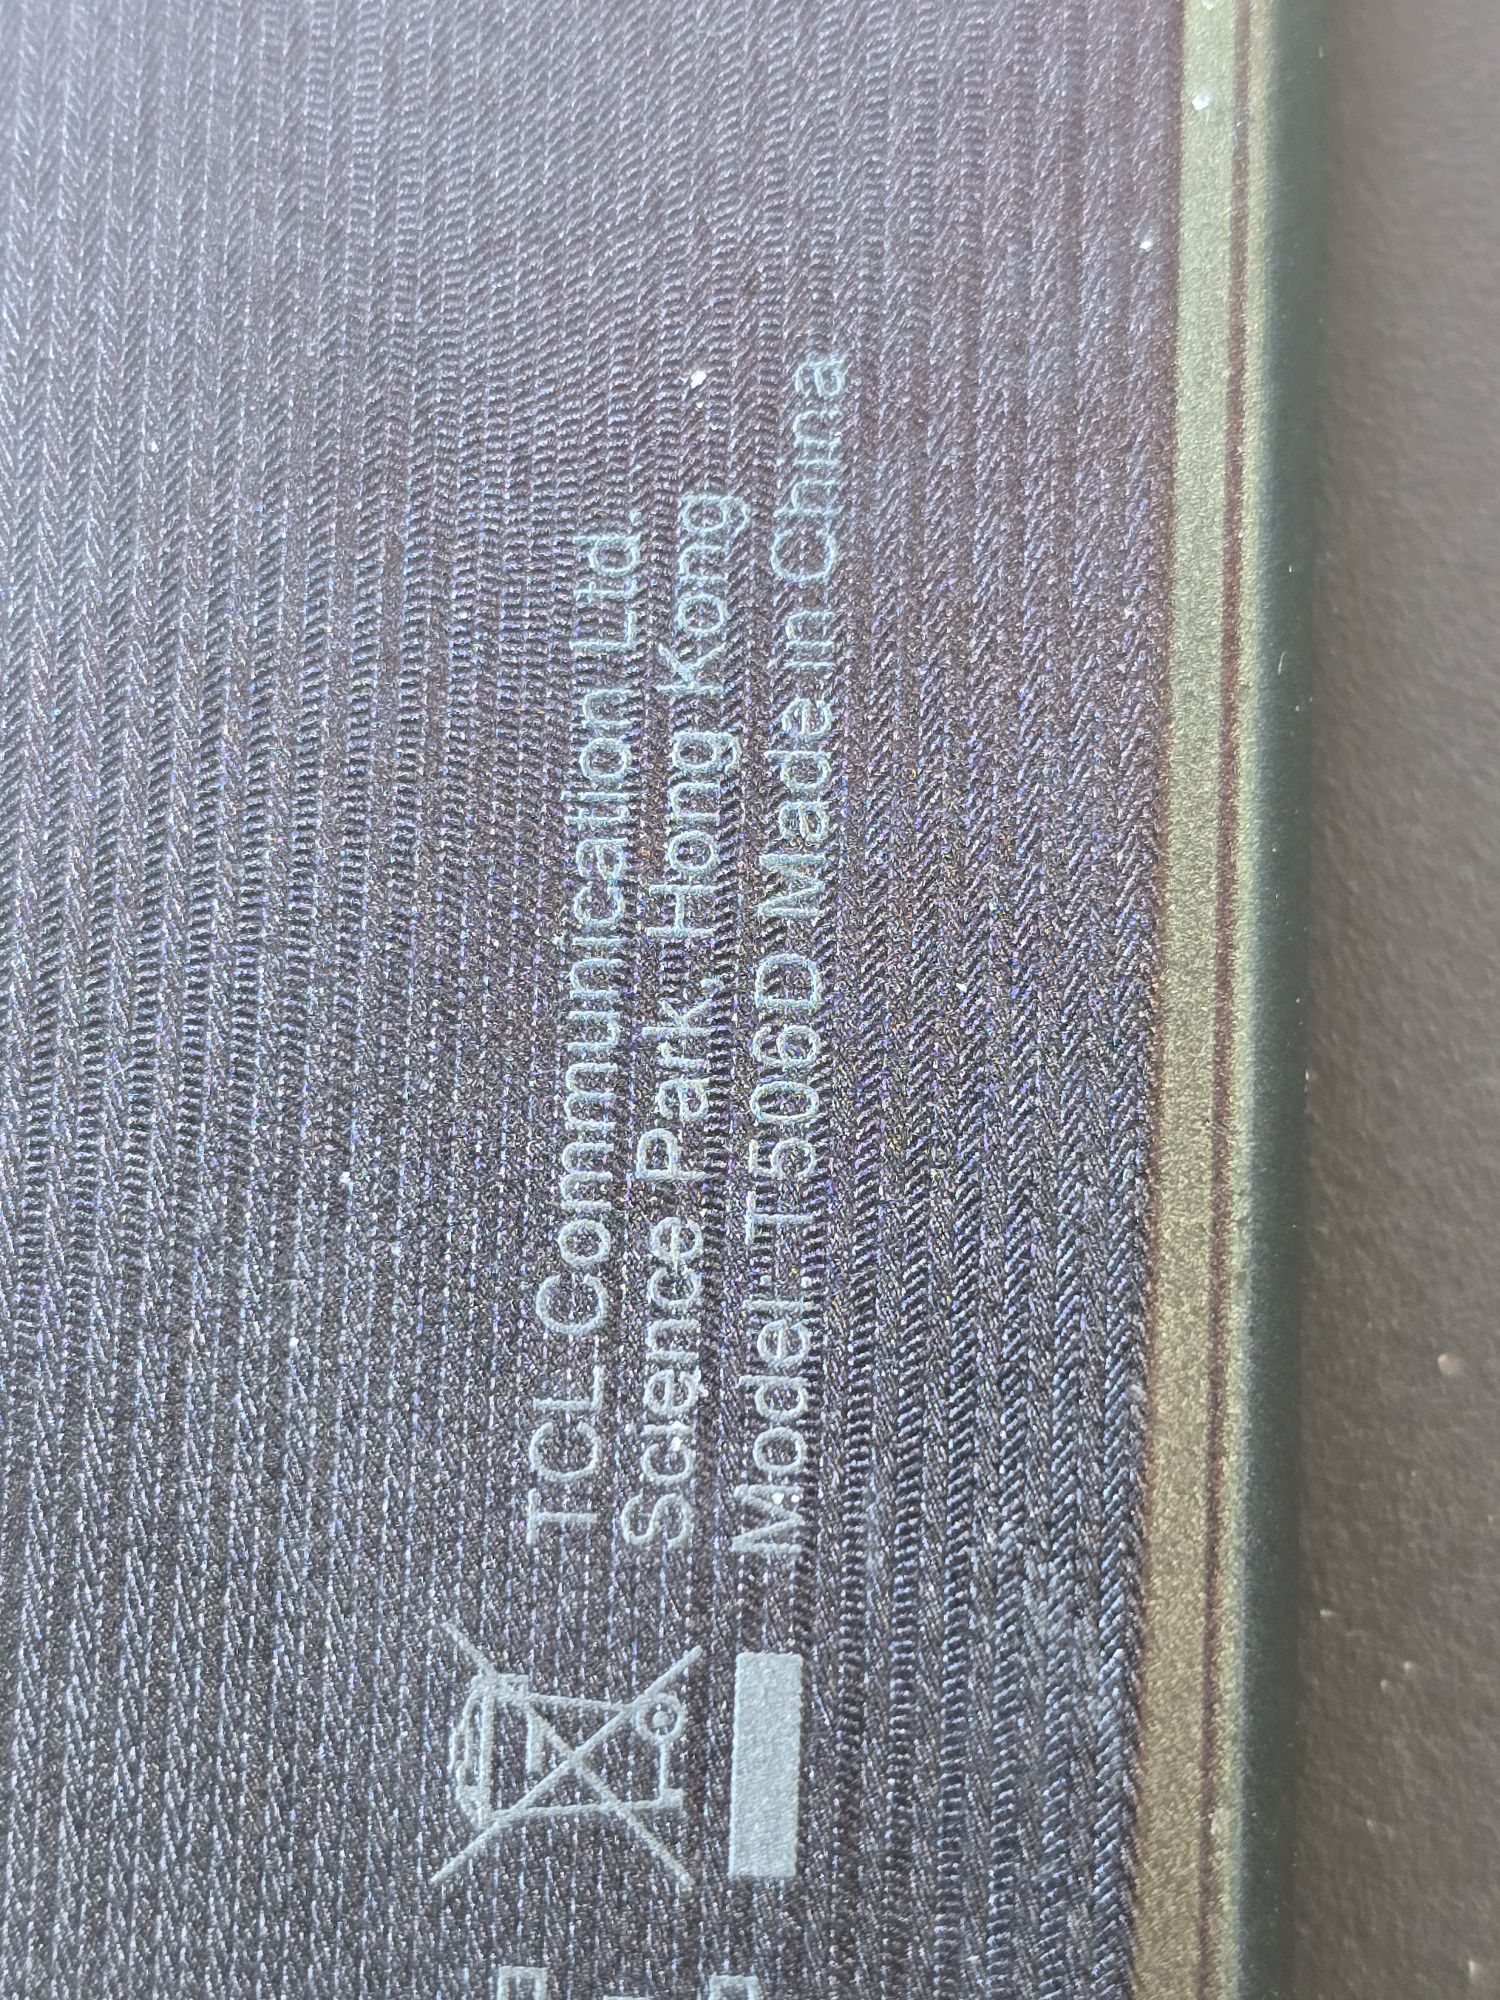 TCL Communication Ltd.
Science Park, Hong Kong
Model: T506D Made in China